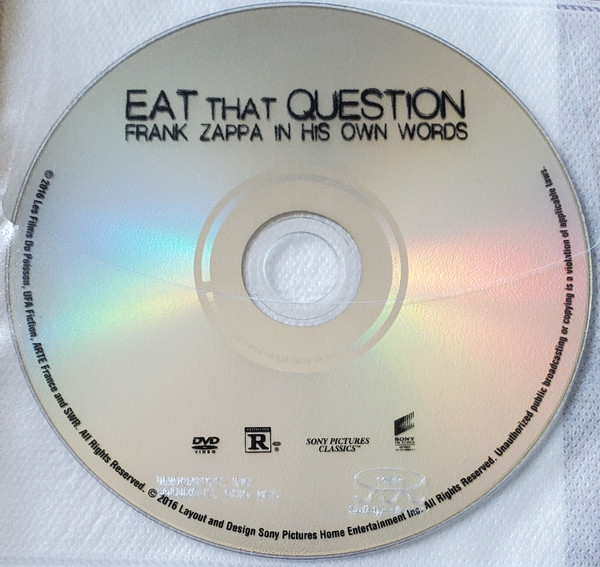 EAT THAT QUESTION
FRANK ZAPPA IN HIS OWN WORDS
© 2016 Les Films Du Poisson, UFA Fiction, ARTE France and SWR. All Rights Reserved. © 2016 Layout and Design Sony Pictures Home Entertainment Inc. All Rights Reserved. Unauthorized public broadcasting or copying is a violation of applicable laws.
DVD
VIDEO
R
SONY PICTURES
CLASSICS™
SONY